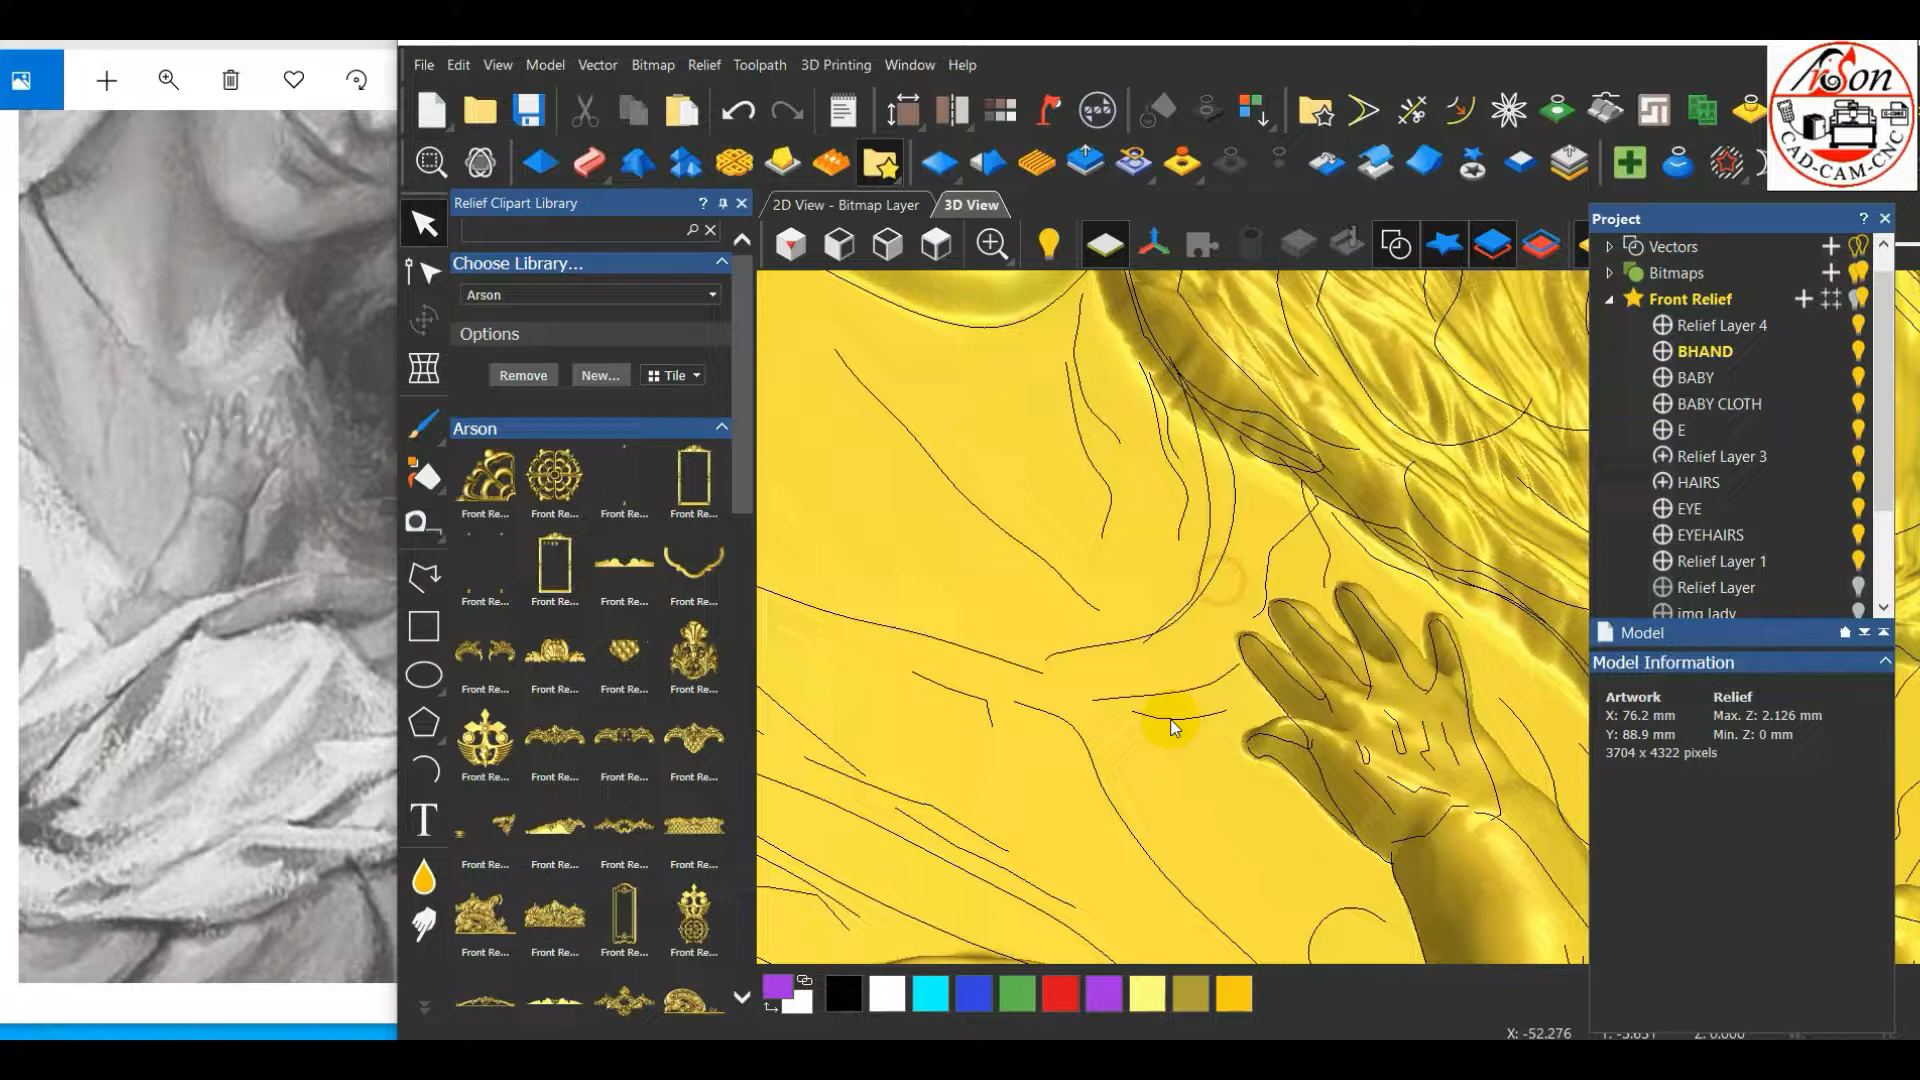 File Edit View Model Vector Bitmap Relief Toolpath 3D Printing Window Help
ArSon
CAD-CAM-CNC
Relief Clipart Library ?
2D View - Bitmap Layer 3D View
Choose Library...
Arson
Options
Remove New... Tile
Arson
Front Re... Front Re... Front Re... Front Re...
Front Re... Front Re... Front Re... Front Re...
Front Re... Front Re... Front Re... Front Re...
Front Re... Front Re... Front Re... Front Re...
Front Re... Front Re... Front Re... Front Re...
Front Re... Front Re... Front Re... Front Re...
T
Project ?
Vectors
Bitmaps
Front Relief
Relief Layer 4
BHAND
BABY
BABY CLOTH
E
Relief Layer 3
HAIRS
EYE
EYEHAIRS
Relief Layer 1
Relief Layer
img lady
Model
Model Information
Artwork Relief
X: 76.2 mm Max. Z: 2.126 mm
Y: 88.9 mm Min. Z: 0 mm
3704 x 4322 pixels
X: -52.276